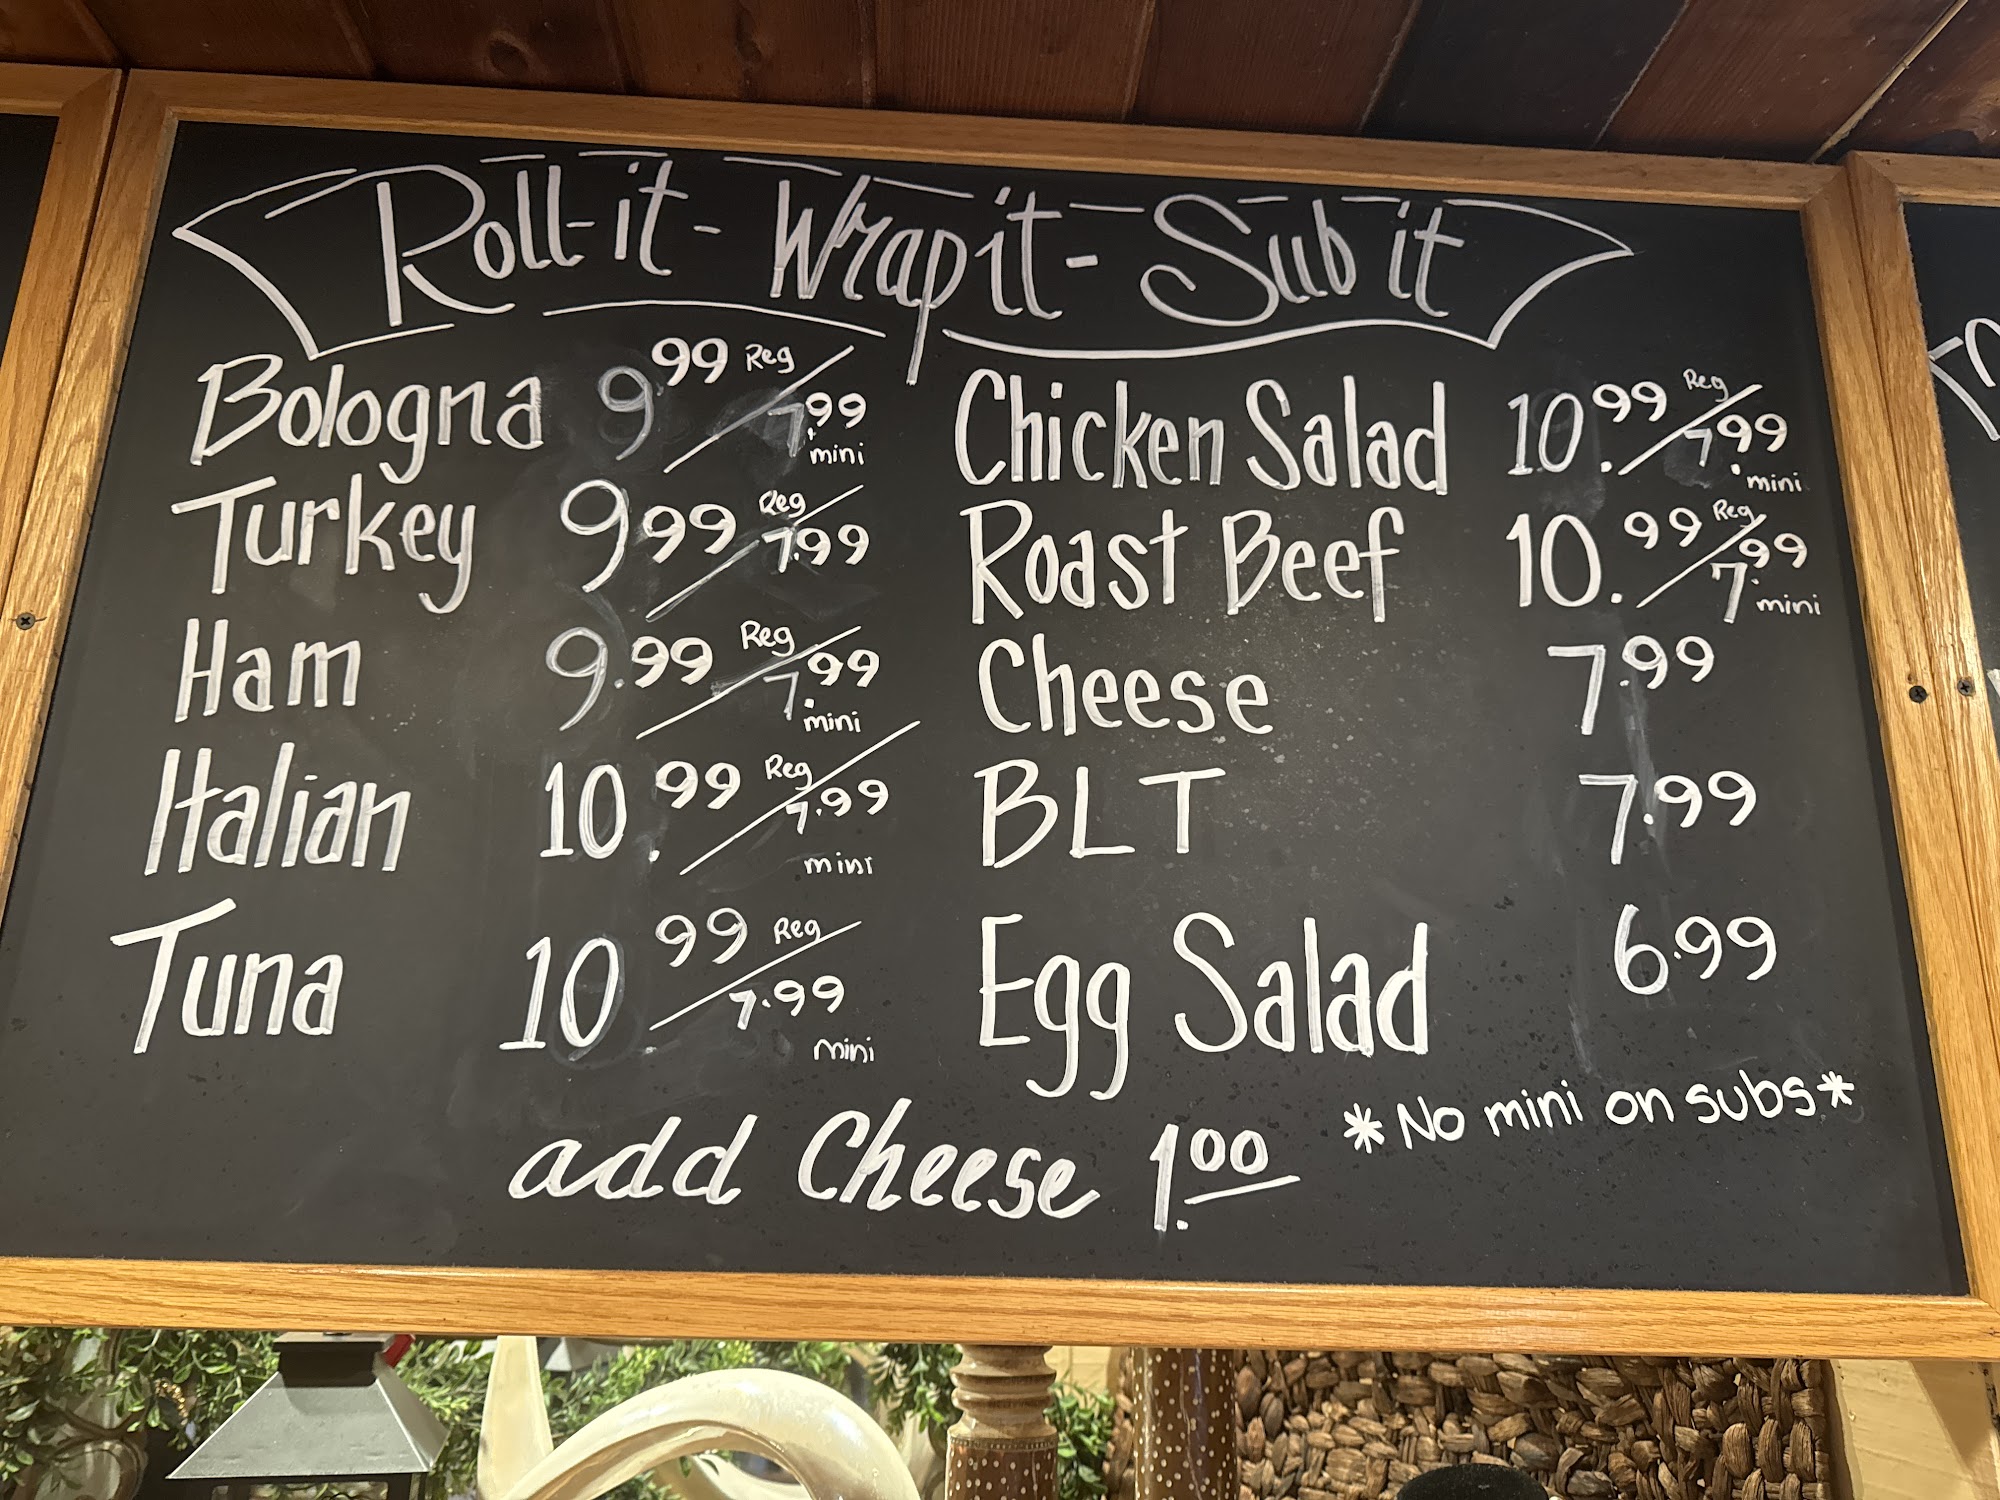 Roll-it - Wrap it - Sub it
Bologna 9.99 Reg / 7.99 mini
Turkey 9.99 Reg / 7.99
Ham 9.99 Reg / 7.99 mini
Italian 10.99 Reg / 7.99 mini
Tuna 10.99 Reg / 7.99 mini
Chicken Salad 10.99 Reg / 7.99 mini
Roast Beef 10.99 Reg / 7.99 mini
Cheese 7.99
BLT 7.99
Egg Salad 6.99
*No mini on subs*
add Cheese 1.00